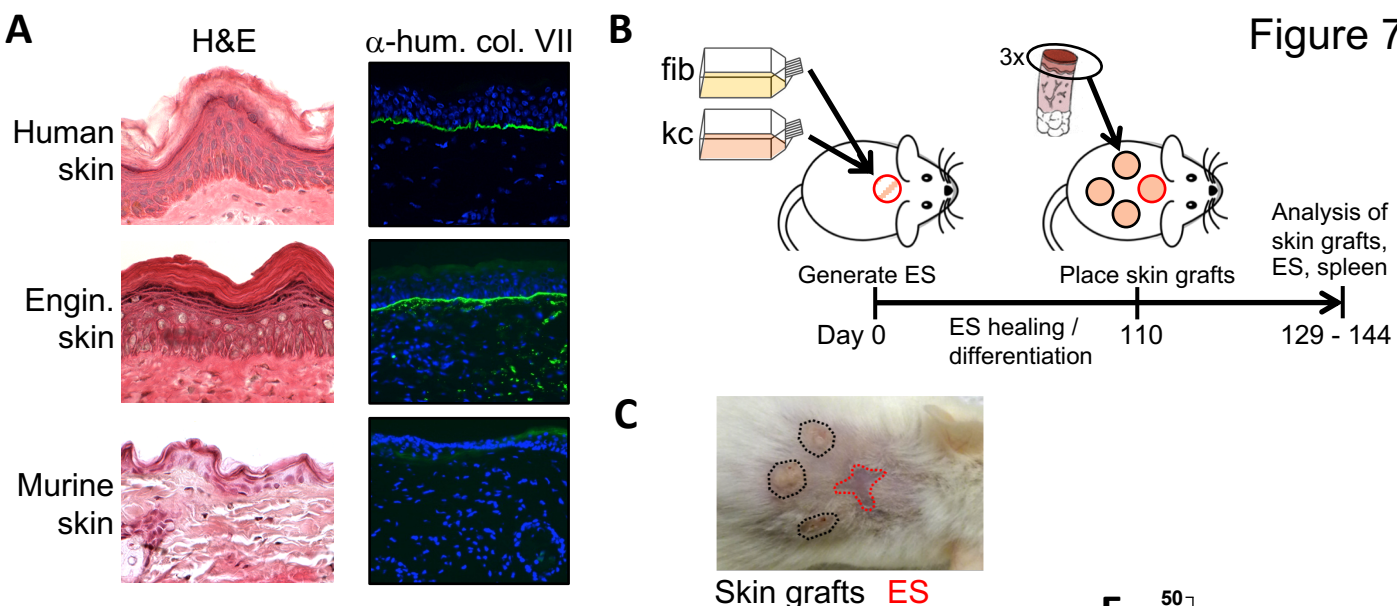 Figure 7
A
H&E
α-hum. col. VII
Human
skin
Engin.
skin
Murine
skin
B
fib
kc
3x
Generate ES
Place skin grafts
Analysis of
skin grafts,
ES, spleen
Day 0
ES healing /
differentiation
110
129 - 144
C
Skin grafts ES
50